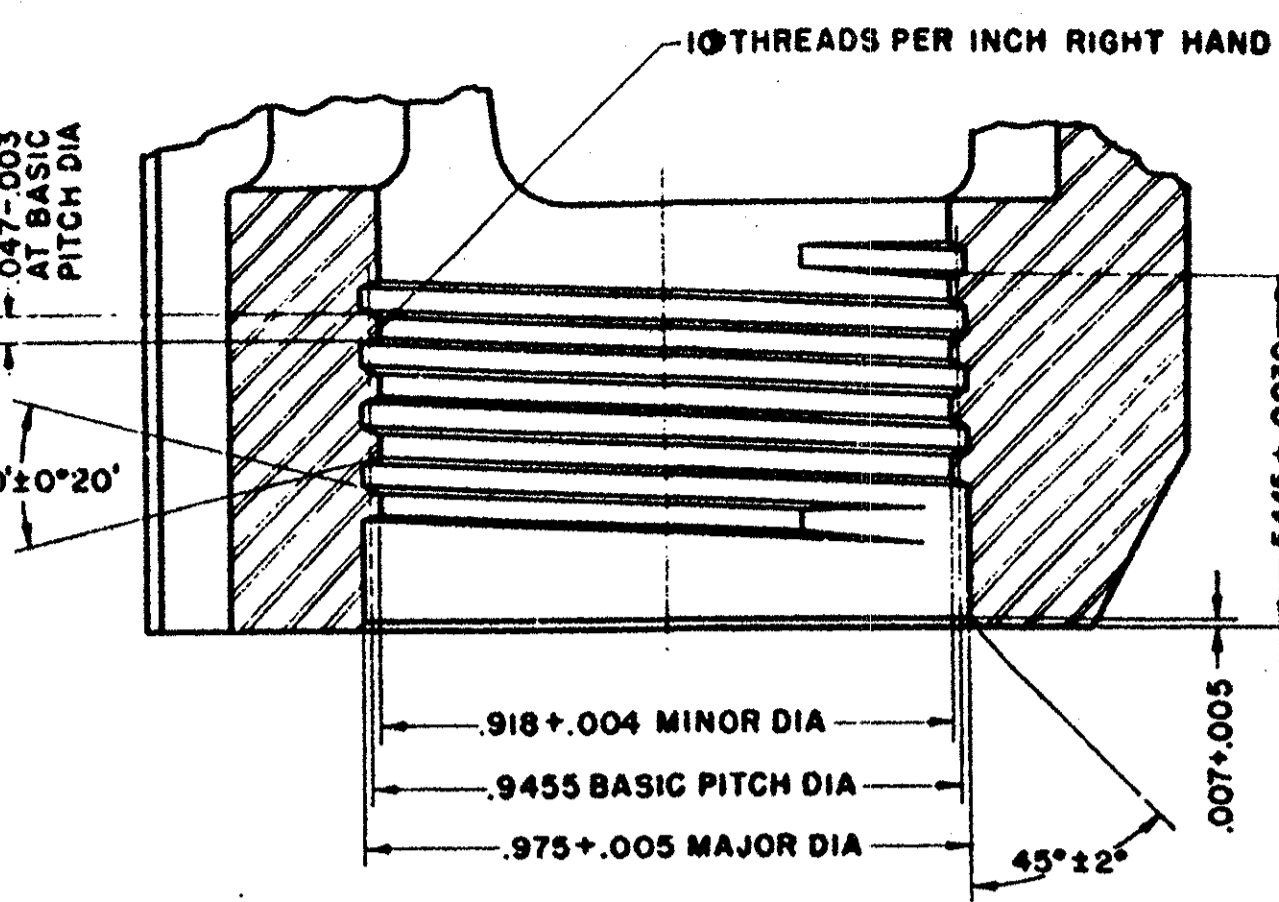 10 THREADS PER INCH RIGHT HAND
.047-.003
AT BASIC
PITCH DIA
0'±0°20'
.918+.004 MINOR DIA
.9455 BASIC PITCH DIA
.975+.005 MAJOR DIA
45°±2°
.007+.005